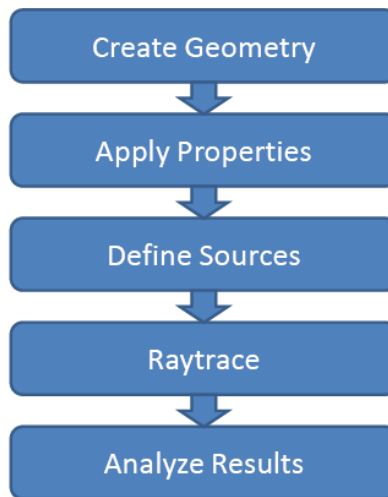 Create Geometry
Apply Properties
Define Sources
Raytrace
Analyze Results